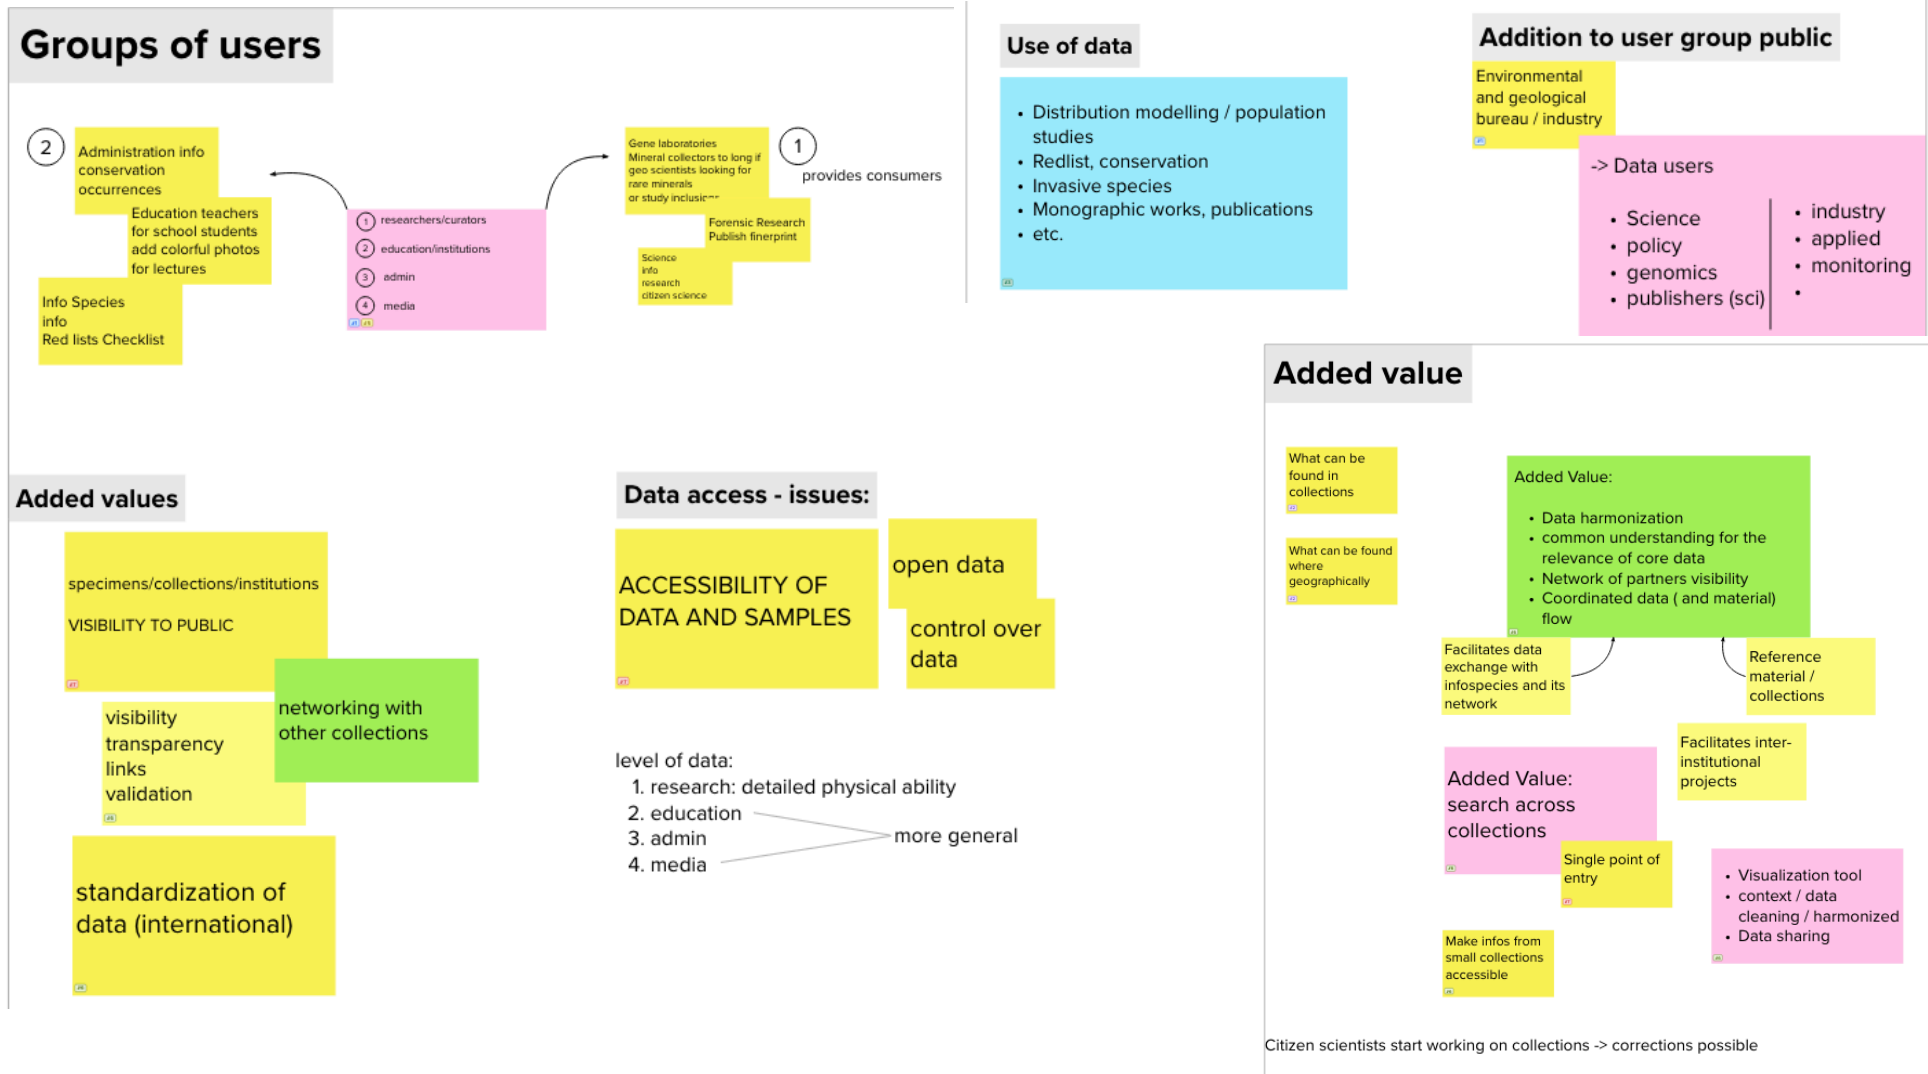 Groups of users
2
Administration info
conservation
occurrences
Education teachers
for school students
add colorful photos
for lectures
Info Species
info
Red lists Checklist
1 researchers/curators
2 education/institutions
3 admin
4 media
Gene laboratories
Mineral collectors to long if
geo scientists looking for
rare minerals
or study inclusions
1
provides consumers
Forensic Research
Publish finerprint
Science
info
research
citizen science
Use of data
• Distribution modelling / population
studies
• Redlist, conservation
• Invasive species
• Monographic works, publications
• etc.
Addition to user group public
Environmental
and geological
bureau / industry
-> Data users
• Science
• policy
• genomics
• publishers (sci)
• industry
• applied
• monitoring
•
Added values
specimens/collections/institutions
VISIBILITY TO PUBLIC
networking with
other collections
visibility
transparency
links
validation
standardization of
data (international)
Data access - issues:
ACCESSIBILITY OF
DATA AND SAMPLES
open data
control over
data
level of data:
1. research: detailed physical ability
2. education
3. admin
4. media
more general
Added value
What can be
found in
collections
What can be found
where
geographically
Added Value:
• Data harmonization
• common understanding for the
relevance of core data
• Network of partners visibility
• Coordinated data ( and material)
flow
Facilitates data
exchange with
infospecies and its
network
Reference
material /
collections
Facilitates inter-
institutional
projects
Added Value:
search across
collections
Single point of
entry
• Visualization tool
• context / data
cleaning / harmonized
• Data sharing
Make infos from
small collections
accessible
Citizen scientists start working on collections -> corrections possible